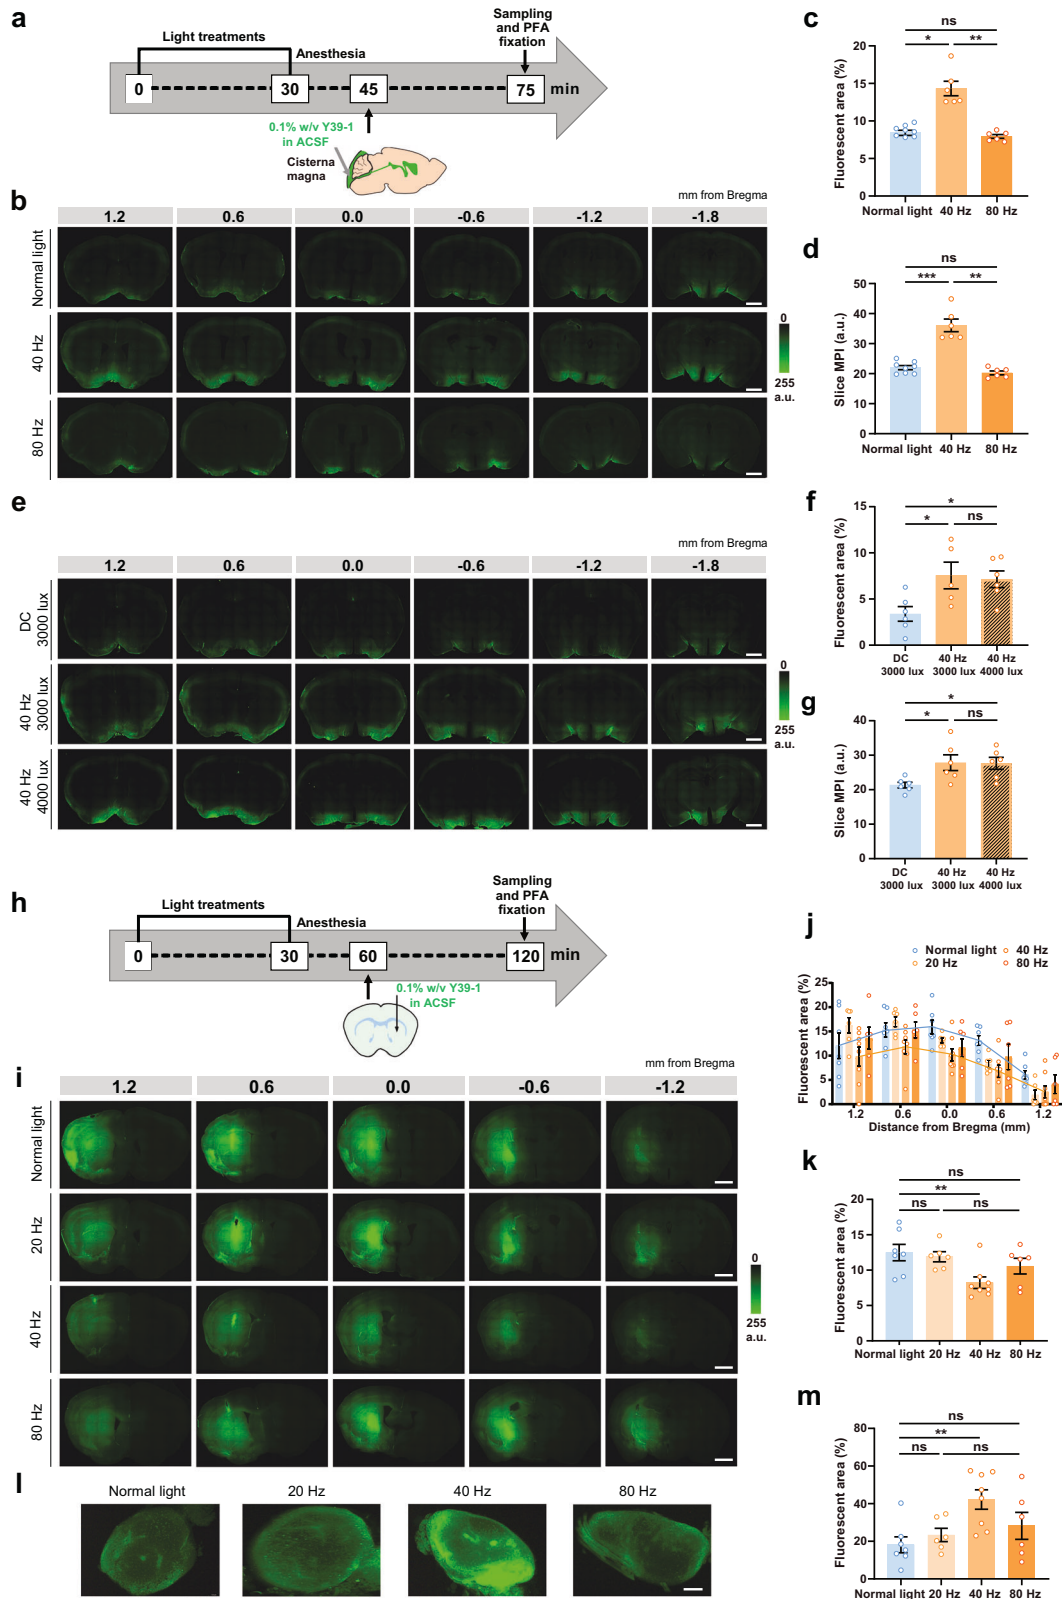 a
Light treatments
Anesthesia
Sampling
and PFA
fixation
0
30
45
75
min
0.1% w/v Y39-1
in ACSF
Cisterna
magna
b
mm from Bregma
1.2 0.6 0.0 -0.6 -1.2 -1.8
Normal light
40 Hz
80 Hz
0
255
a.u.
c
ns
* **
Fluorescent area (%)
20
15
10
5
0
Normal light 40 Hz 80 Hz
d
ns
*** **
Slice MPI (a.u.)
50
40
30
20
10
0
Normal light 40 Hz 80 Hz
e
mm from Bregma
1.2 0.6 0.0 -0.6 -1.2 -1.8
DC
3000 lux
40 Hz
3000 lux
40 Hz
4000 lux
0
255
a.u.
f
*
* ns
Fluorescent area (%)
15
10
5
0
DC 40 Hz 40 Hz
3000 lux 3000 lux 4000 lux
g
*
* ns
Slice MPI (a.u.)
40
30
20
10
0
DC 40 Hz 40 Hz
3000 lux 3000 lux 4000 lux
h
Light treatments
Anesthesia
Sampling
and PFA
fixation
0
30
60
120
min
0.1% w/v Y39-1
in ACSF
i
mm from Bregma
1.2 0.6 0.0 -0.6 -1.2
Normal light
20 Hz
40 Hz
80 Hz
0
255
a.u.
j
Normal light 40 Hz
20 Hz 80 Hz
Fluorescent area (%)
25
20
15
10
5
0
1.2 0.6 0.0 0.6 1.2
Distance from Bregma (mm)
k
ns
**
ns ns
Fluorescent area (%)
20
15
10
5
0
Normal light 20 Hz 40 Hz 80 Hz
l
Normal light 20 Hz 40 Hz 80 Hz
m
ns
**
ns ns
Fluorescent area (%)
80
60
40
20
0
Normal light 20 Hz 40 Hz 80 Hz